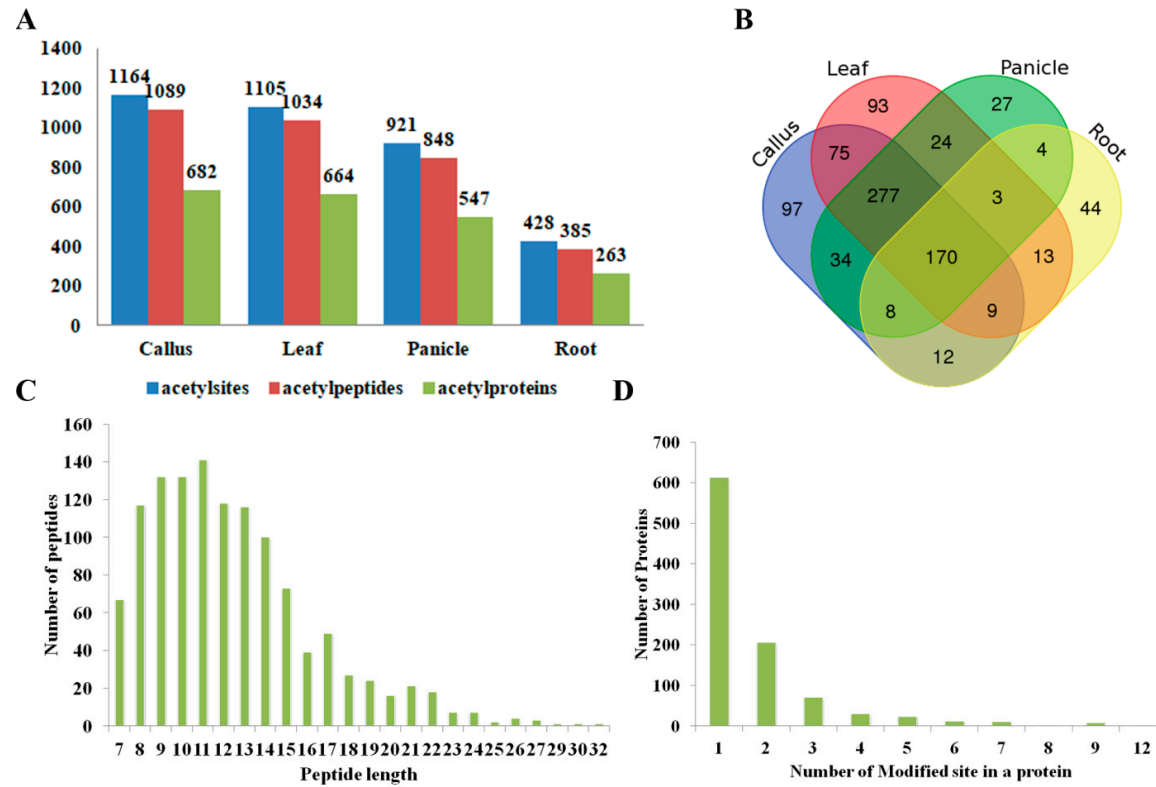 A
1400
1200
1000
800
600
400
200
0
1164
1089
682
1105
1034
664
921
848
547
428
385
263
Callus Leaf Panicle Root
acetylsites acetylpeptides acetylproteins
B
Leaf Panicle
Callus Root
93 27
75 24 4
97 277 3 44
34 170 13
8 9
12
C
160
140
120
100
80
60
40
20
0
Number of peptides
7 8 9 10 11 12 13 14 15 16 17 18 19 20 21 22 23 24 25 26 27 29 30 32
Peptide length
D
700
600
500
400
300
200
100
0
Number of Proteins
1 2 3 4 5 6 7 8 9 12
Number of Modified site in a protein